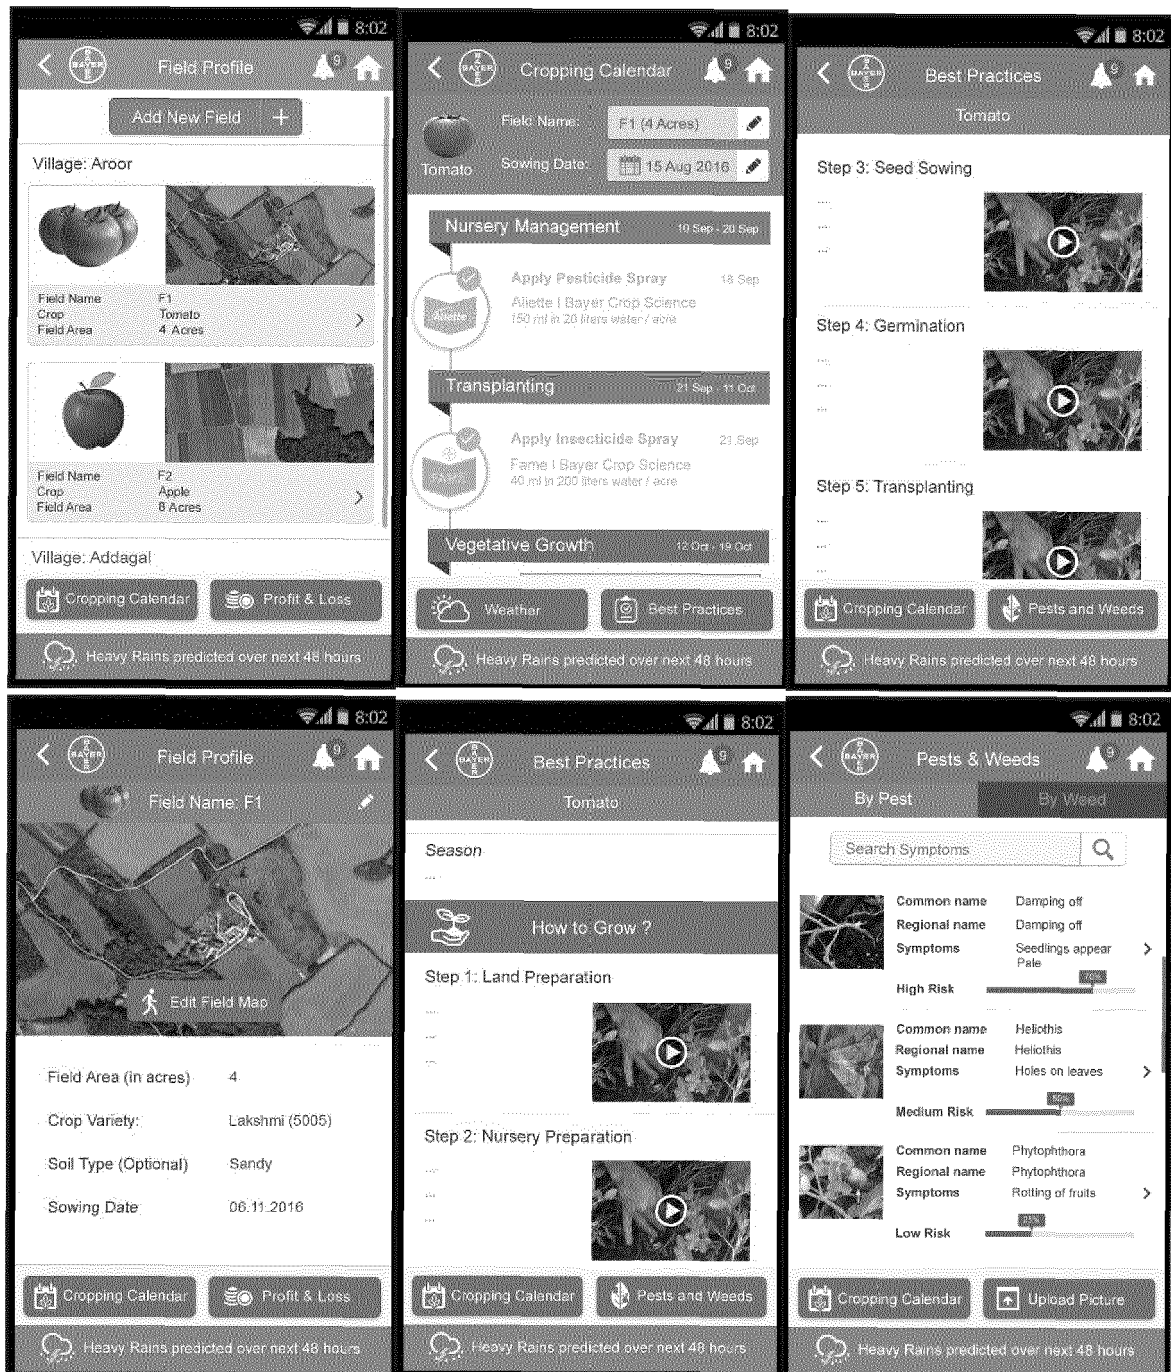 8:02
BAYER
BAYER
Field Profile
9
Add New Field +
Village: Aroor
Field Name F1
Crop Tomato
Field Area 4 Acres
Field Name F2
Crop Apple
Field Area 8 Acres
Village: Addagal
Cropping Calendar
Profit & Loss
Heavy Rains predicted over next 48 hours
8:02
BAYER
BAYER
Cropping Calendar
9
Tomato
Field Name: F1 (4 Acres)
Sowing Date: 15 Aug 2016
Nursery Management 10 Sep - 20 Sep
Apply Pesticide Spray 18 Sep
Aliette
Aliette | Bayer Crop Science
150 ml in 20 liters water / acre
Transplanting 21 Sep - 11 Oct
Apply Insecticide Spray 21 Sep
Fame | Bayer Crop Science
40 ml in 200 liters water / acre
Vegetative Growth 12 Oct - 19 Oct
Weather
Best Practices
Heavy Rains predicted over next 48 hours
8:02
BAYER
BAYER
Best Practices
9
Tomato
Step 3: Seed Sowing
...
...
...
Step 4: Germination
...
...
...
Step 5: Transplanting
...
...
...
Cropping Calendar
Pests and Weeds
Heavy Rains predicted over next 48 hours
8:02
BAYER
BAYER
Field Profile
9
Field Name: F1
Edit Field Map
Field Area (in acres) 4
Crop Variety: Lakshmi (5005)
Soil Type (Optional) Sandy
Sowing Date 06.11.2016
Cropping Calendar
Profit & Loss
Heavy Rains predicted over next 48 hours
8:02
BAYER
BAYER
Best Practices
9
Tomato
Season
...
How to Grow ?
Step 1: Land Preparation
...
...
...
Step 2: Nursery Preparation
...
...
...
Cropping Calendar
Pests and Weeds
Heavy Rains predicted over next 48 hours
8:02
BAYER
BAYER
Pests & Weeds
9
By Pest
By Weed
Search Symptoms
Common name Damping off
Regional name Damping off
Symptoms Seedlings appear
Pale
70%
High Risk
Common name Heliothis
Regional name Heliothis
Symptoms Holes on leaves
50%
Medium Risk
Common name Phytophthora
Regional name Phytophthora
Symptoms Rotting of fruits
Low Risk
Cropping Calendar
Upload Picture
Heavy Rains predicted over next 48 hours